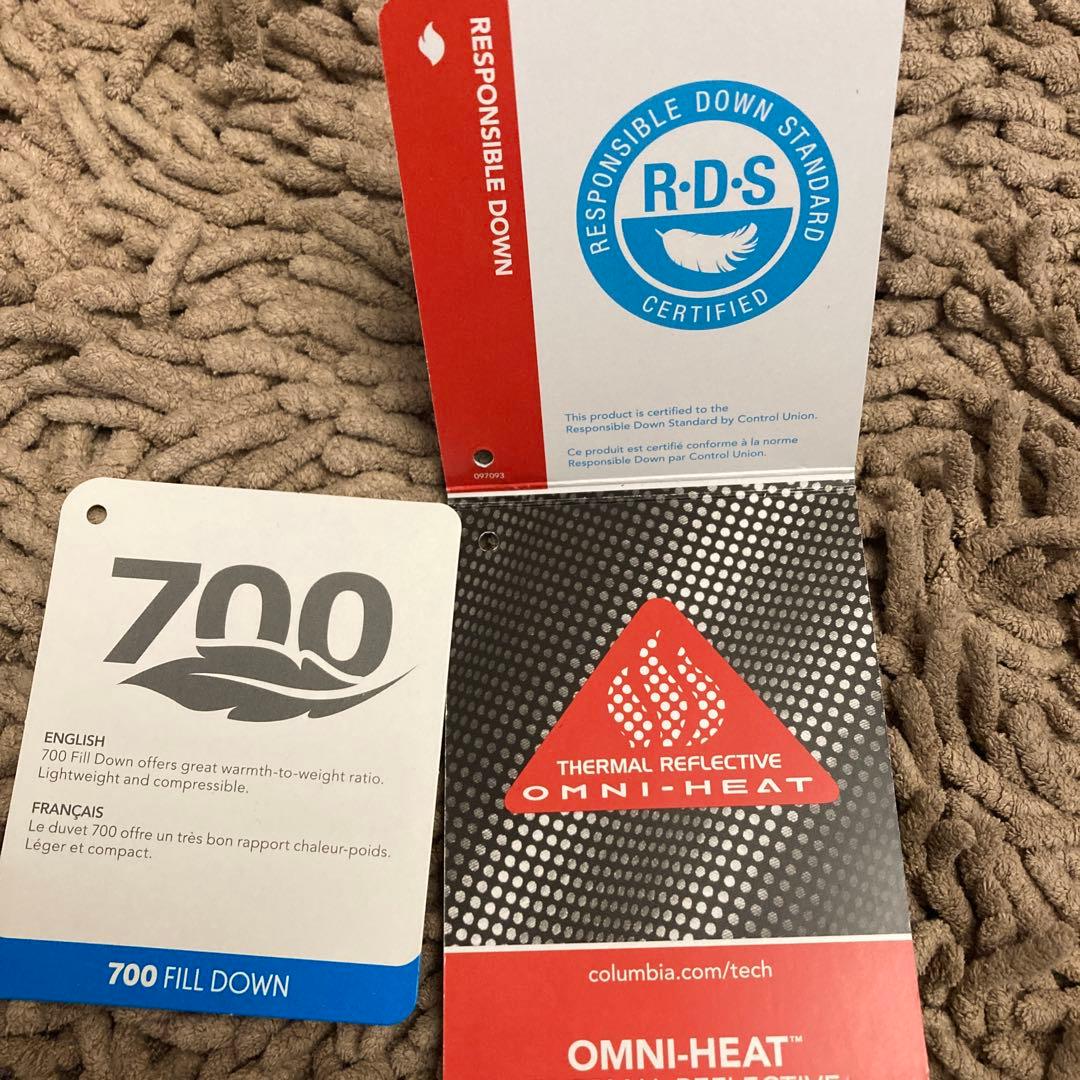 RESPONSIBLE DOWN
RESPONSIBLE DOWN STANDARD
R·D·S
CERTIFIED
This product is certified to the
Responsible Down Standard by Control Union.
Ce produit est certifié conforme à la norme
Responsible Down par Control Union.
097093
700
ENGLISH
700 Fill Down offers great warmth-to-weight ratio.
Lightweight and compressible.
FRANÇAIS
Le duvet 700 offre un très bon rapport chaleur-poids.
Léger et compact.
700 FILL DOWN
THERMAL REFLECTIVE
OMNI-HEAT
columbia.com/tech
OMNI-HEAT™